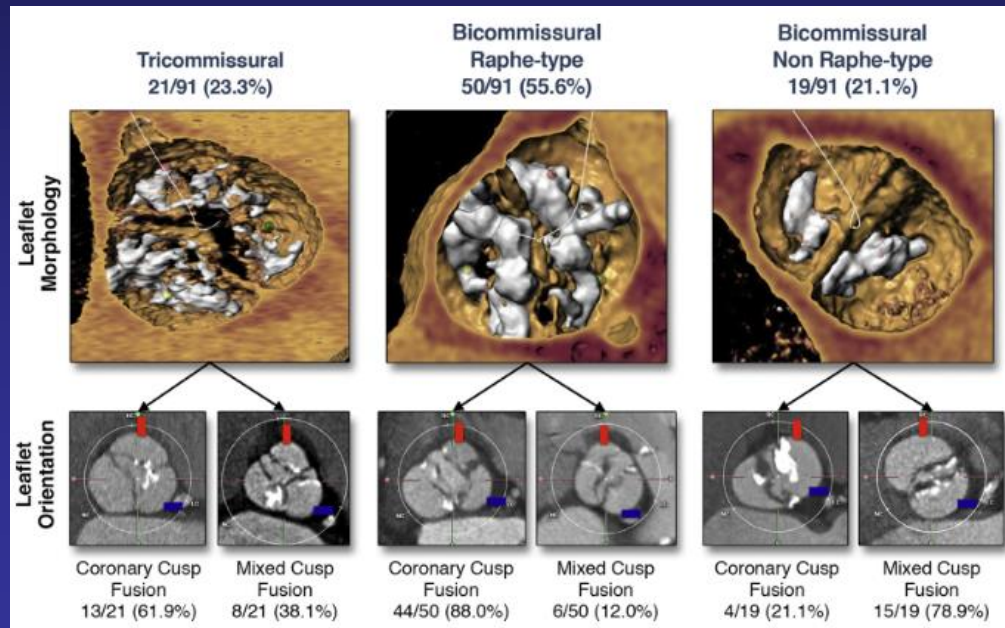 Tricommissural
21/91 (23.3%)
Bicommissural
Raphe-type
50/91 (55.6%)
Bicommissural
Non Raphe-type
19/91 (21.1%)
Leaflet
Morphology
Leaflet
Orientation
Coronary Cusp
Fusion
13/21 (61.9%)
Mixed Cusp
Fusion
8/21 (38.1%)
Coronary Cusp
Fusion
44/50 (88.0%)
Mixed Cusp
Fusion
6/50 (12.0%)
Coronary Cusp
Fusion
4/19 (21.1%)
Mixed Cusp
Fusion
15/19 (78.9%)